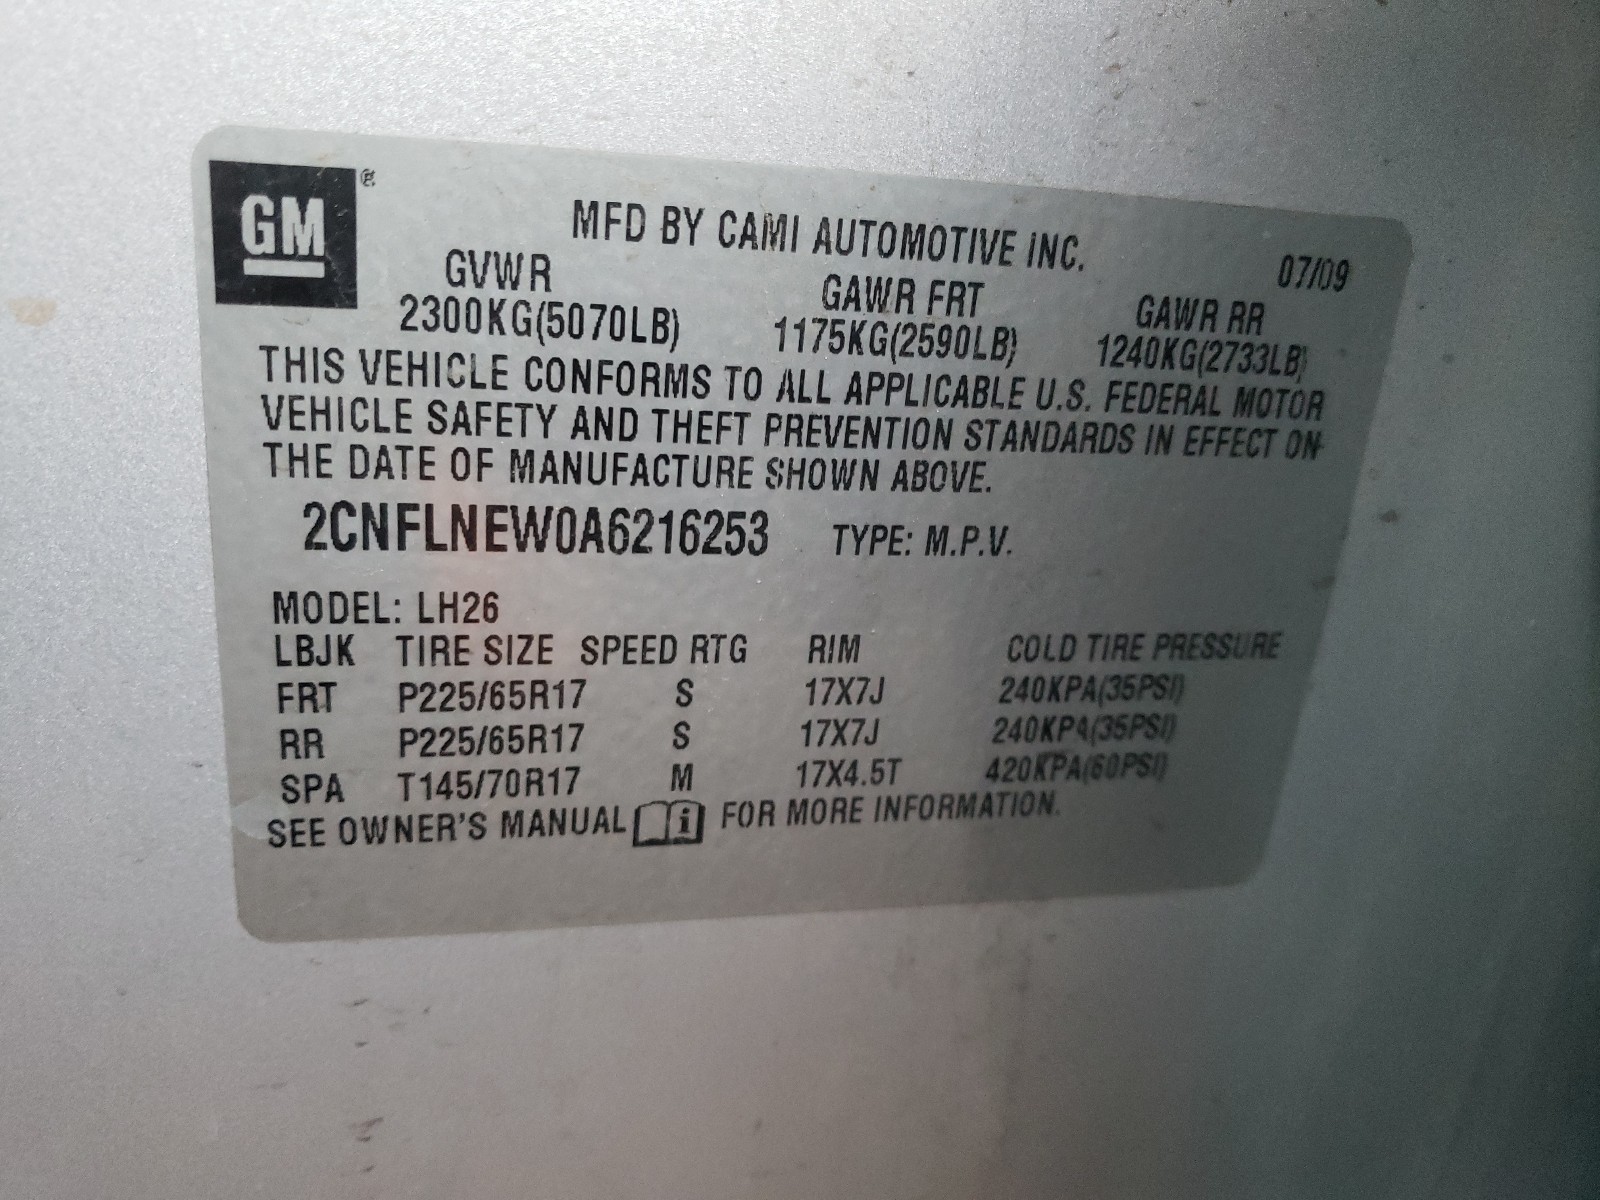 GM ®
MFD BY CAMI AUTOMOTIVE INC.
07/09
GVWR GAWR FRT GAWR RR
2300KG(5070LB) 1175KG(2590LB) 1240KG(2733LB)
THIS VEHICLE CONFORMS TO ALL APPLICABLE U.S. FEDERAL MOTOR
VEHICLE SAFETY AND THEFT PREVENTION STANDARDS IN EFFECT ON
THE DATE OF MANUFACTURE SHOWN ABOVE.
2CNFLNEW0A6216253 TYPE: M.P.V.
MODEL: LH26
LBJK TIRE SIZE SPEED RTG RIM COLD TIRE PRESSURE
FRT P225/65R17 S 17X7J 240KPA(35PSI)
RR P225/65R17 S 17X7J 240KPA(35PSI)
SPA T145/70R17 M 17X4.5T 420KPA(60PSI)
SEE OWNER'S MANUAL i FOR MORE INFORMATION.